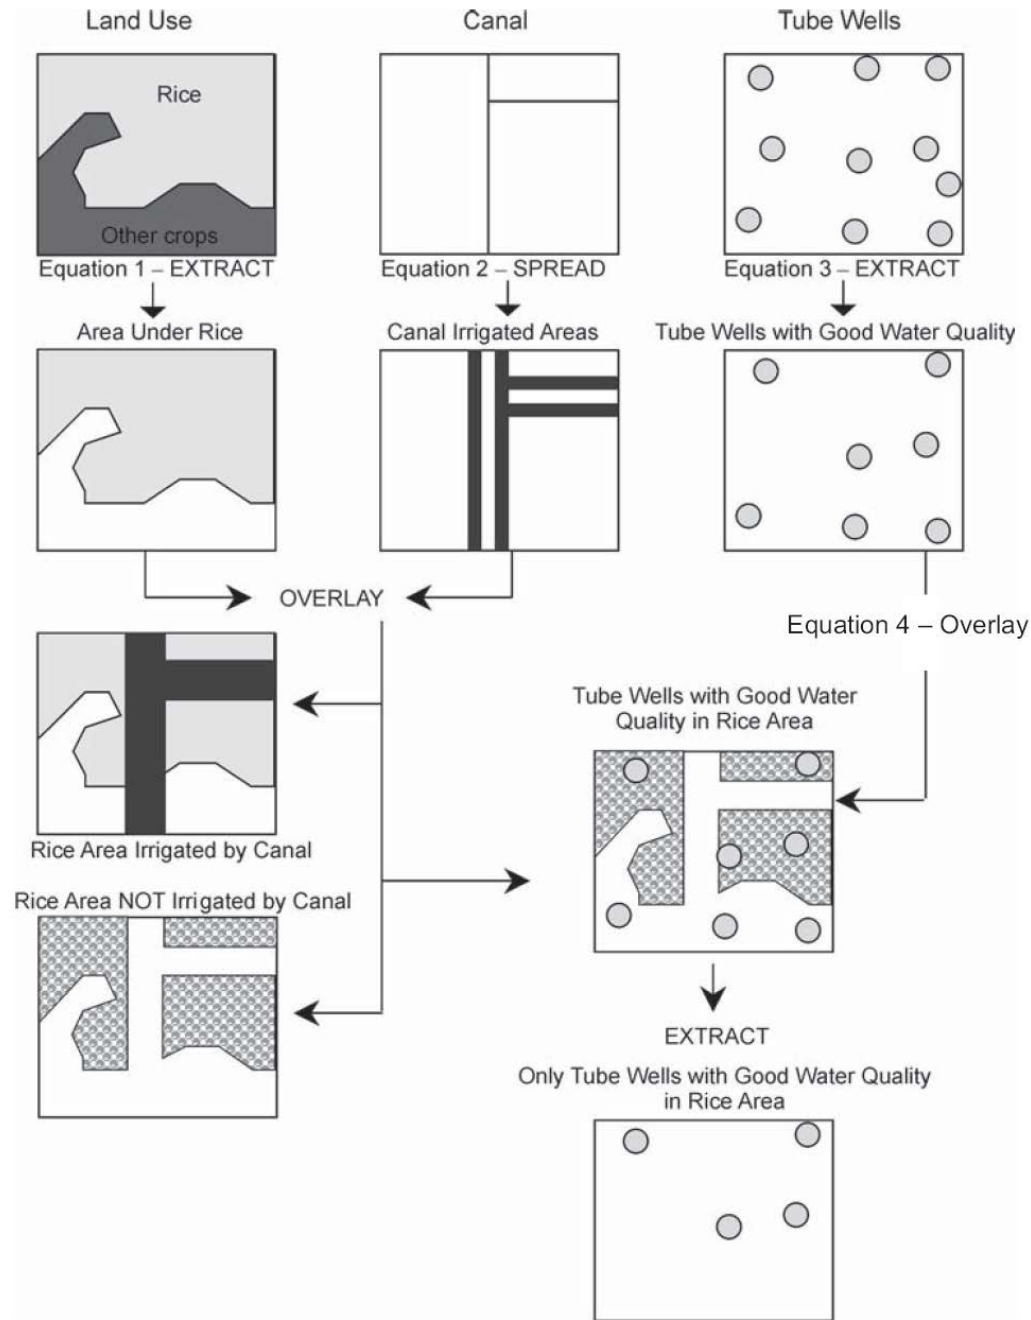 Land Use
Canal
Tube Wells
Rice
Other crops
Equation 1 – EXTRACT
Equation 2 – SPREAD
Equation 3 – EXTRACT
Area Under Rice
Canal Irrigated Areas
Tube Wells with Good Water Quality
OVERLAY
Equation 4 – Overlay
Tube Wells with Good Water
Quality in Rice Area
Rice Area Irrigated by Canal
Rice Area NOT Irrigated by Canal
EXTRACT
Only Tube Wells with Good Water Quality
in Rice Area